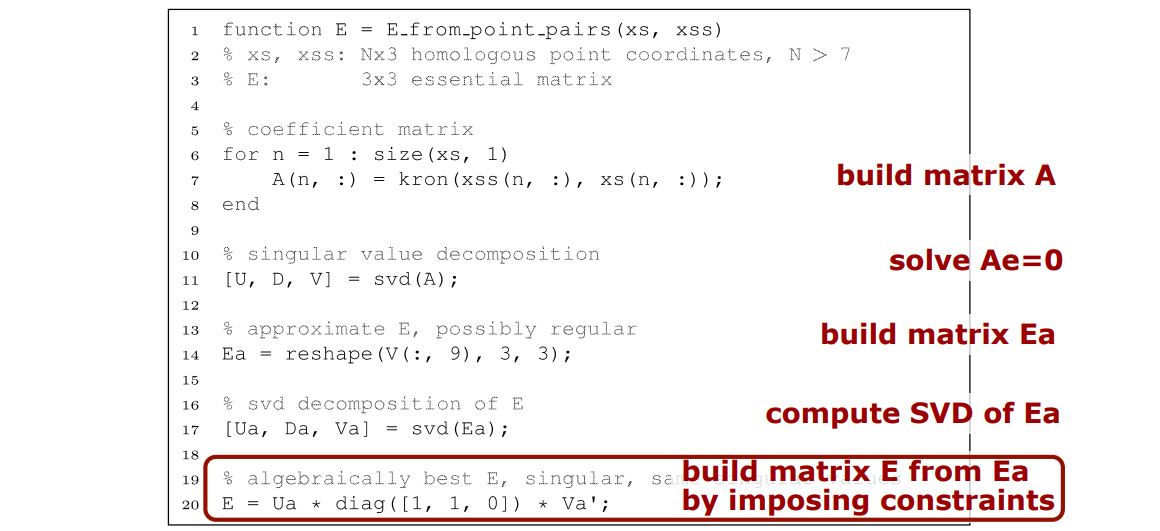 1 function E = E_from_point_pairs(xs, xss)
2 % xs, xss: Nx3 homologous point coordinates, N > 7
3 % E: 3x3 essential matrix
4
5 % coefficient matrix
6 for n = 1 : size(xs, 1)
7 A(n, :) = kron(xss(n, :), xs(n, :));
build matrix A
8 end
9
10 % singular value decomposition
solve Ae=0
11 [U, D, V] = svd(A);
12
13 % approximate E, possibly regular
build matrix Ea
14 Ea = reshape(V(:, 9), 3, 3);
15
16 % svd decomposition of E
compute SVD of Ea
17 [Ua, Da, Va] = svd(Ea);
18
19 % algebraically best E, singular,
build matrix E from Ea
20 E = Ua * diag([1, 1, 0]) * Va';
by imposing constraints